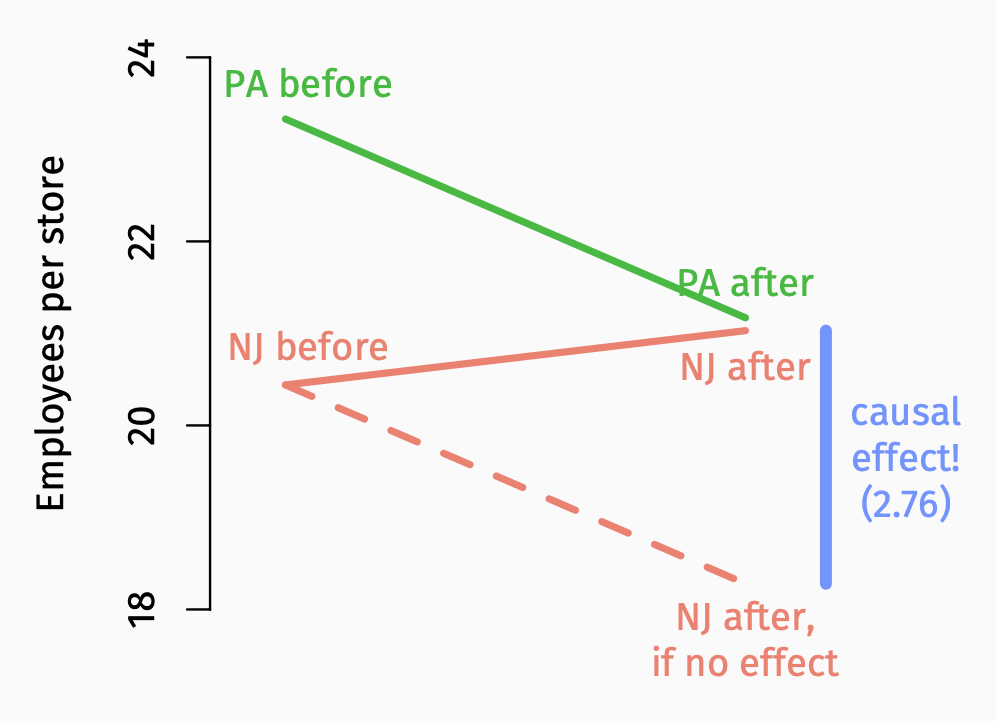 24
PA before
22
Employees per store
PA after
NJ before
NJ after
20
causal
effect!
(2.76)
18
NJ after,
if no effect